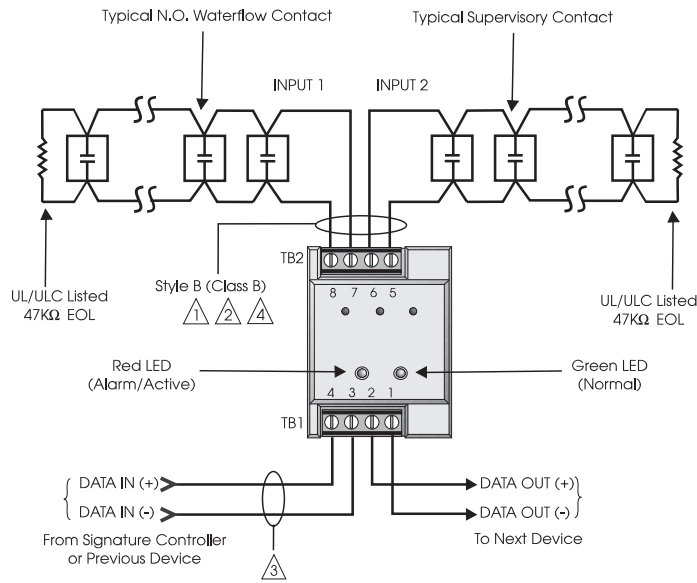 Typical N.O. Waterflow Contact
Typical Supervisory Contact
INPUT 1
INPUT 2
TB2
8 7 6 5
Style B (Class B)
1 2 4
UL/ULC Listed
47KΩ EOL
UL/ULC Listed
47KΩ EOL
Red LED
(Alarm/Active)
Green LED
(Normal)
4 3 2 1
TB1
DATA IN (+)
DATA IN (-)
From Signature Controller
or Previous Device
3
DATA OUT (+)
DATA OUT (-)
To Next Device